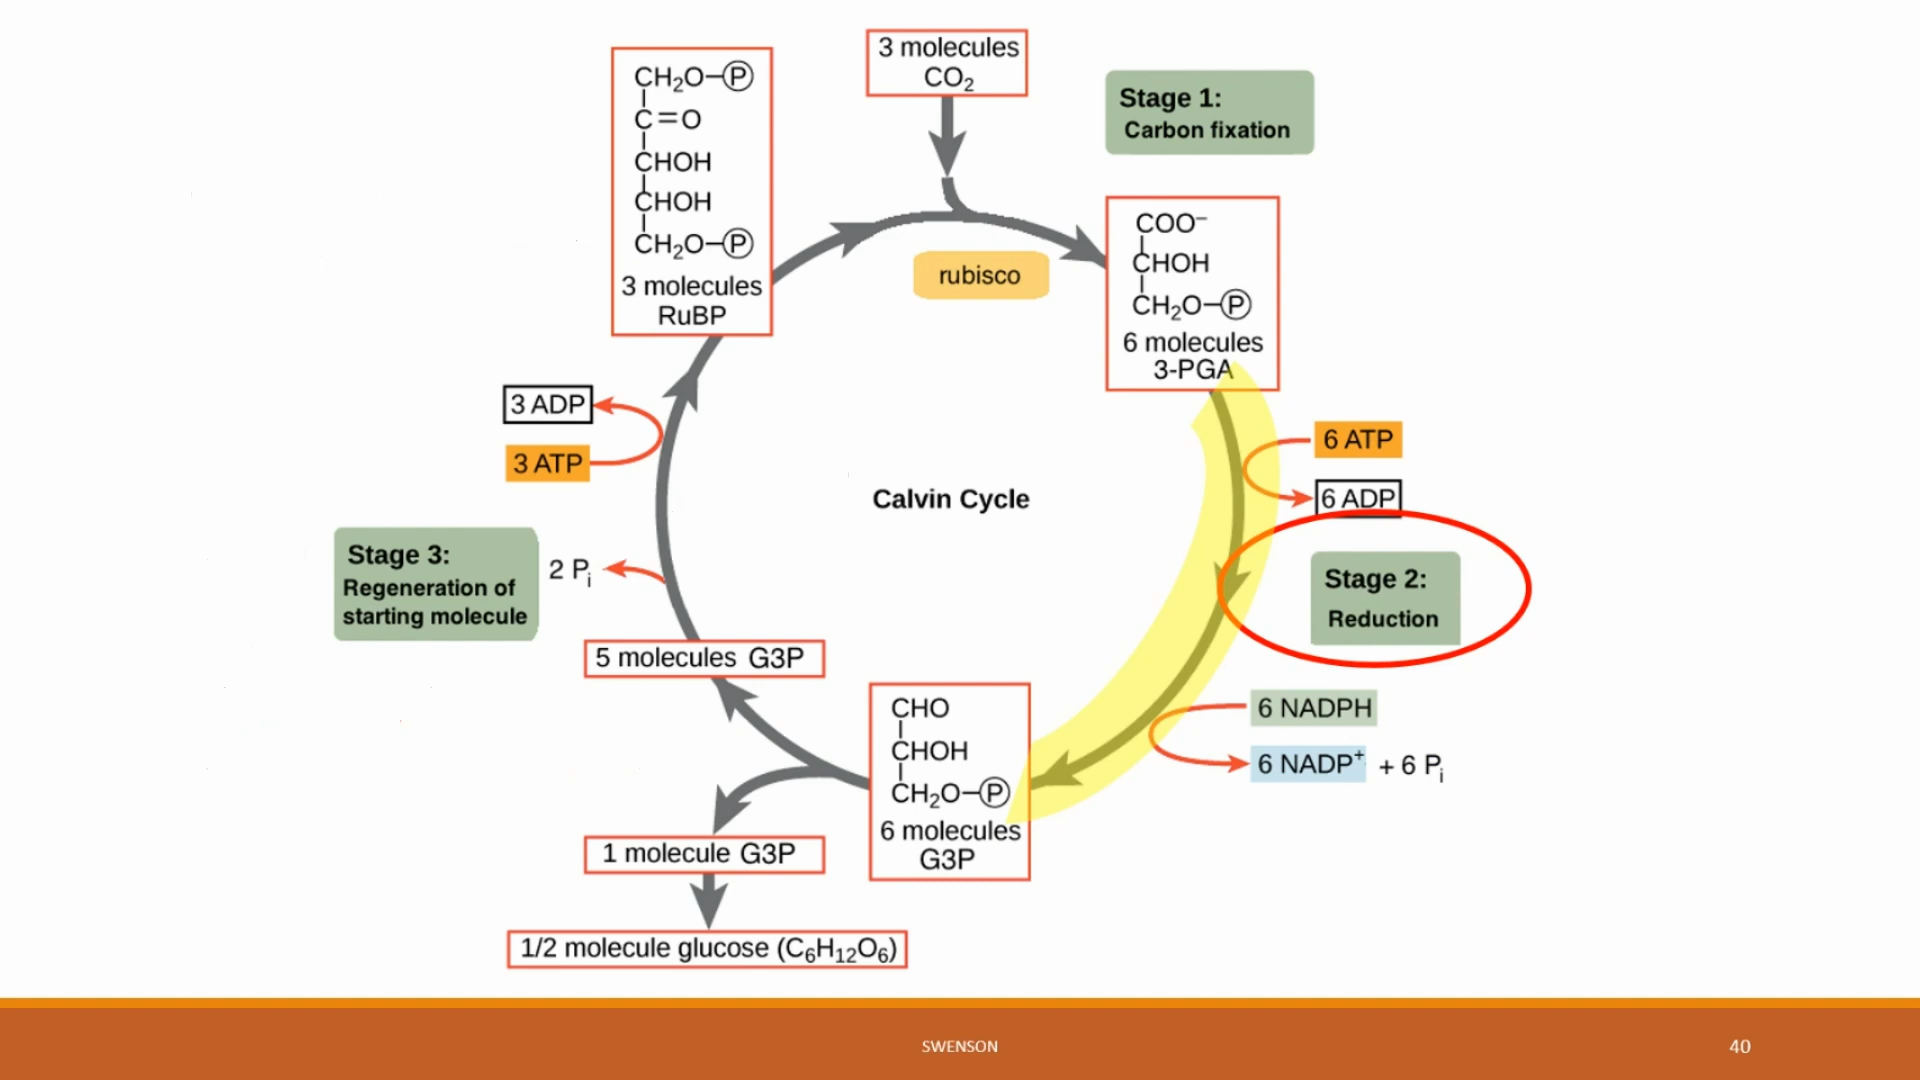 3 molecules
CO₂
Stage 1:
Carbon fixation
CH₂O–Ⓟ
C=O
CHOH
CHOH
CH₂O–Ⓟ
3 molecules
RuBP
rubisco
COO⁻
CHOH
CH₂O–Ⓟ
6 molecules
3-PGA
3 ADP
3 ATP
6 ATP
6 ADP
Calvin Cycle
Stage 2:
Reduction
Stage 3:
Regeneration of
starting molecule
2 Pᵢ
5 molecules G3P
6 NADPH
6 NADP⁺ + 6 Pᵢ
CHO
CHOH
CH₂O–Ⓟ
6 molecules
G3P
1 molecule G3P
1/2 molecule glucose (C₆H₁₂O₆)
SWENSON
40